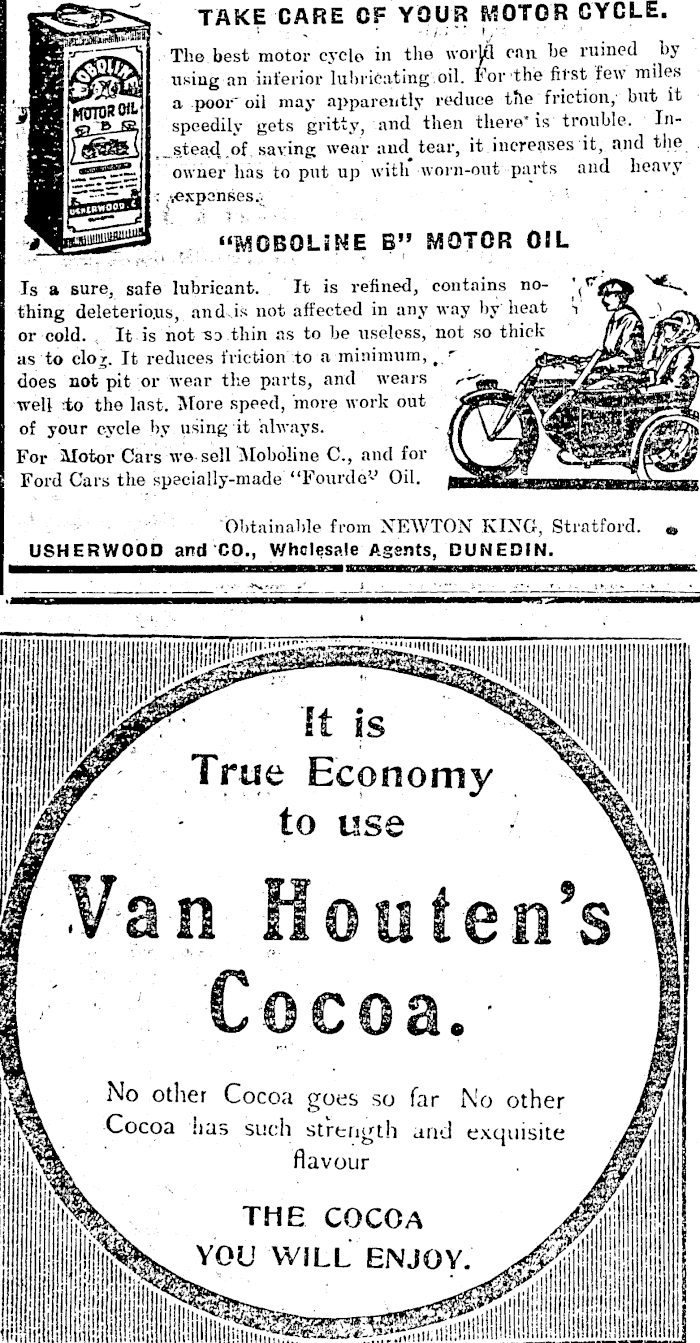 TAKE CARE OF YOUR MOTOR CYCLE.
The best motor cycle in the world can be ruined by
using an inferior lubricating oil. For the first few miles
a poor oil may apparently reduce the friction, but it
speedily gets gritty, and then there is trouble. In-
stead of saving wear and tear, it increases it, and the
owner has to put up with worn-out parts and heavy
expenses.
MOBOLINE
MOTOR OIL
B
USHERWOOD
"MOBOLINE B" MOTOR OIL
Is a sure, safe lubricant. It is refined, contains no-
thing deleterious, and is not affected in any way by heat
or cold. It is not so thin as to be useless, not so thick
as to clog. It reduces friction to a minimum,
does not pit or wear the parts, and wears
well to the last. More speed, more work out
of your cycle by using it always.
For Motor Cars we sell Moboline C., and for
Ford Cars the specially-made "Fourdo" Oil.
Obtainable from NEWTON KING, Stratford.
USHERWOOD and CO., Wholesale Agents, DUNEDIN.
It is
True Economy
to use
Van Houten's
Cocoa.
No other Cocoa goes so far No other
Cocoa has such strength and exquisite
flavour
THE COCOA
YOU WILL ENJOY.